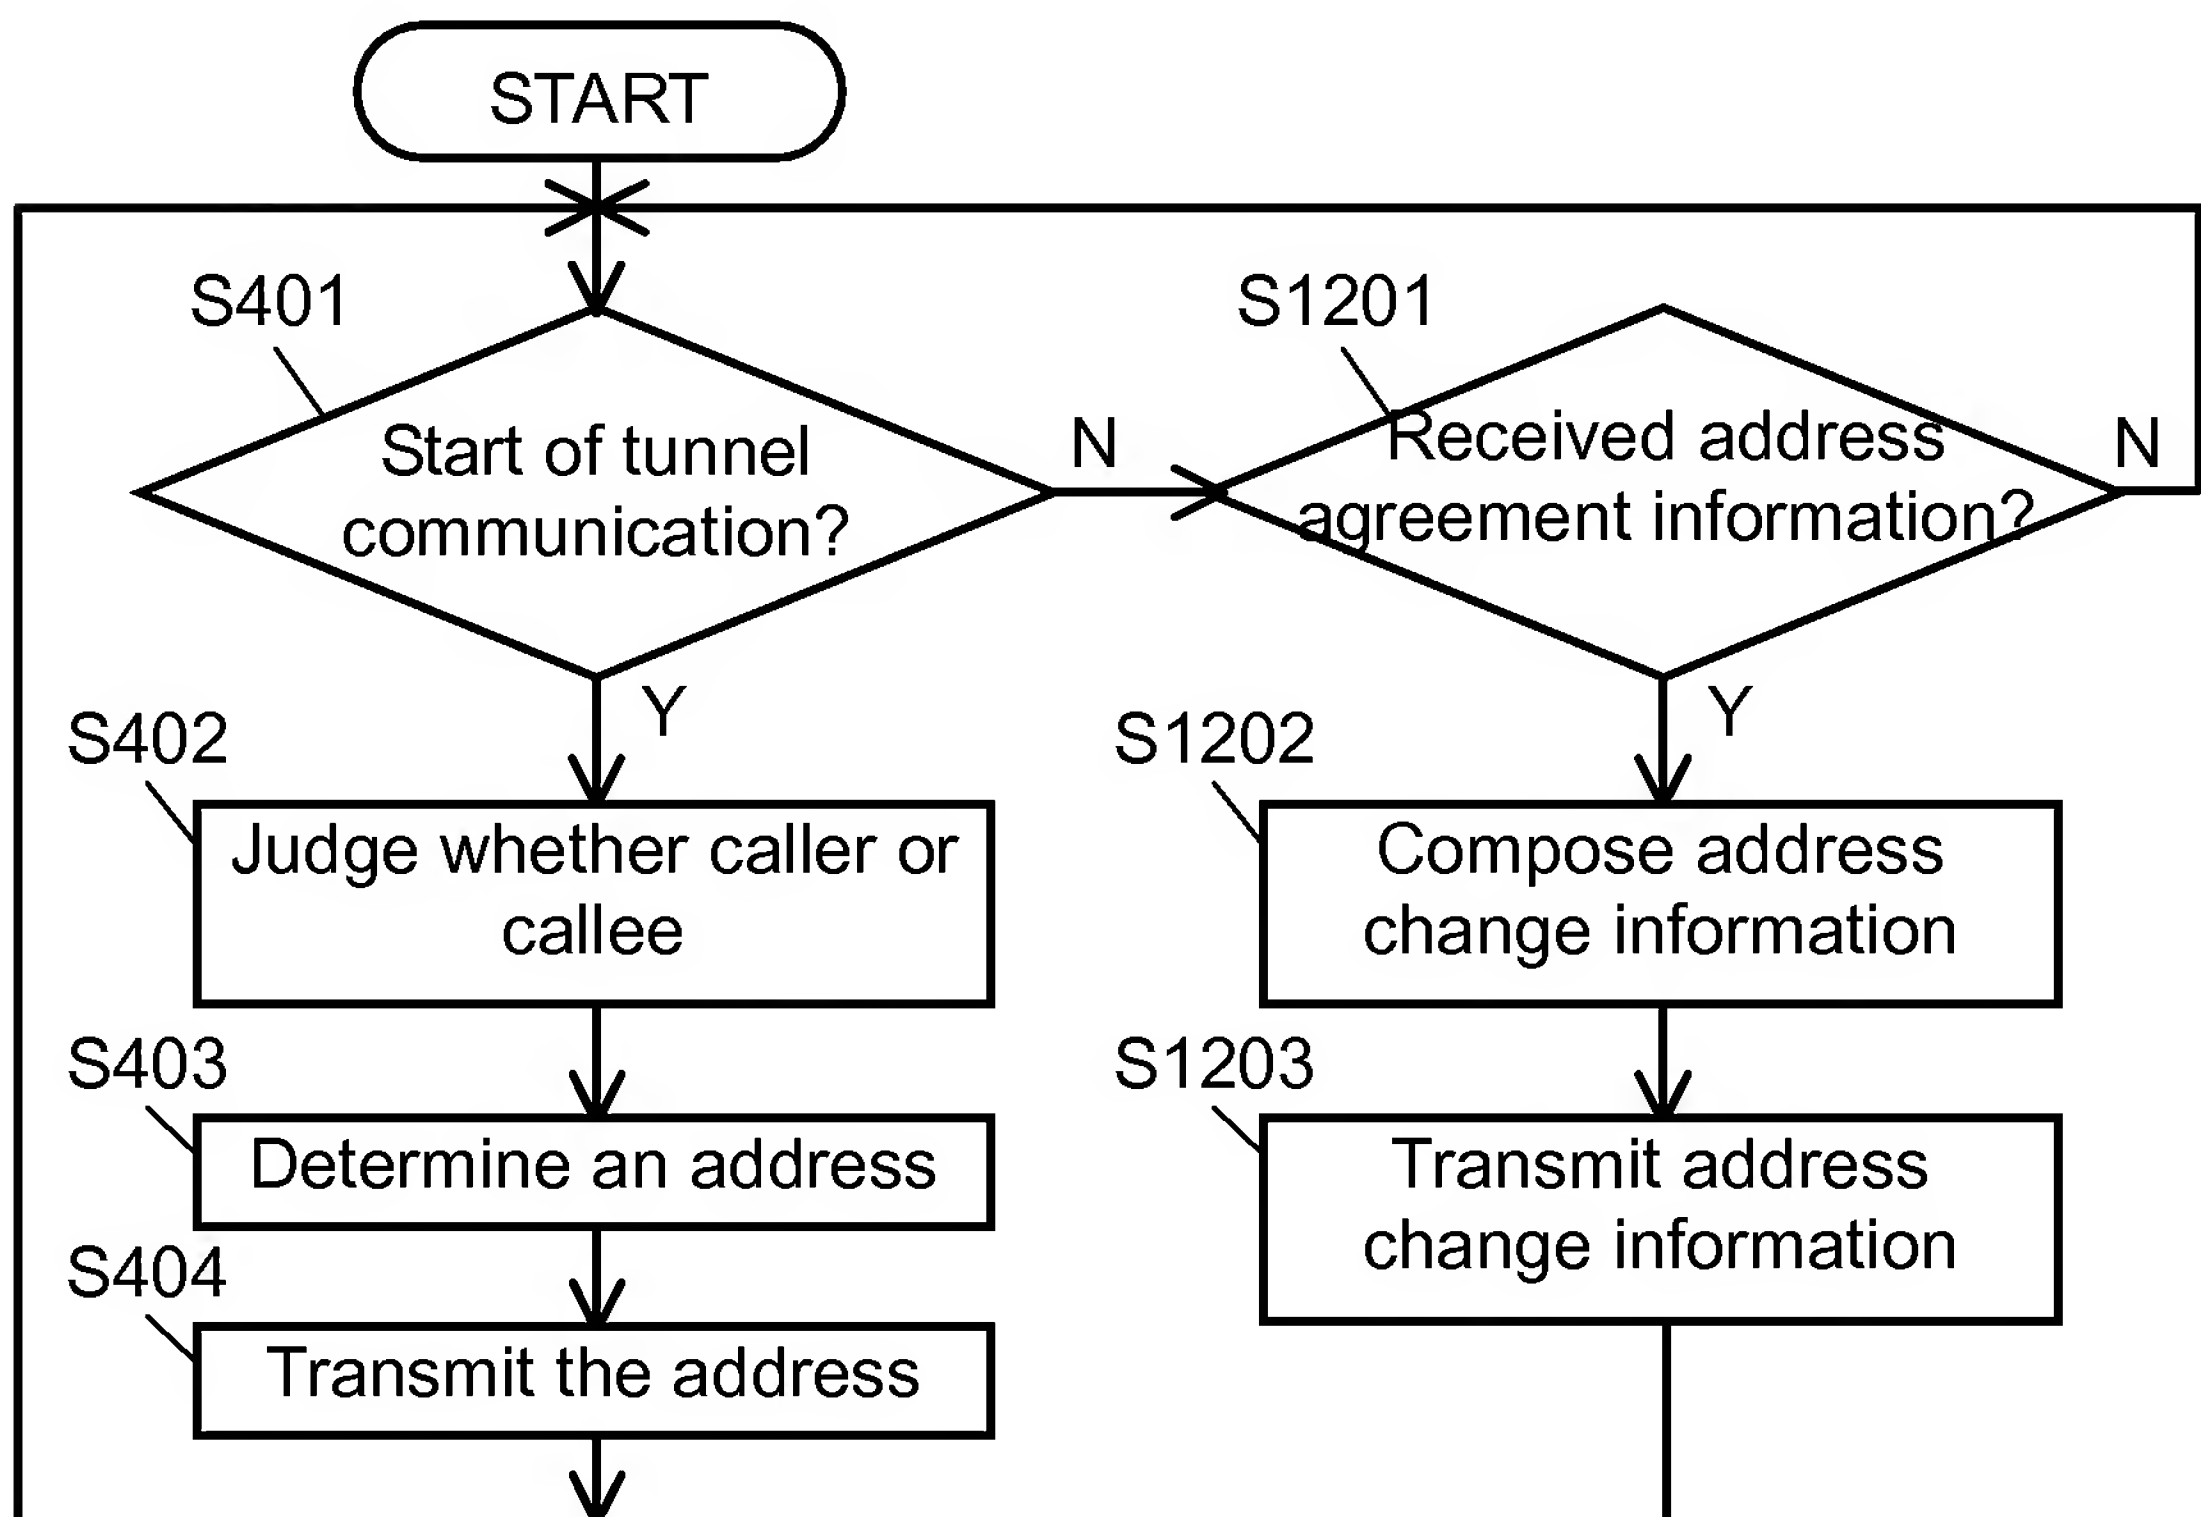 START
S401
Start of tunnel
communication?
N
Y
S1201
Received address
agreement information?
N
Y
S402
Judge whether caller or
callee
S1202
Compose address
change information
S403
Determine an address
S1203
Transmit address
change information
S404
Transmit the address